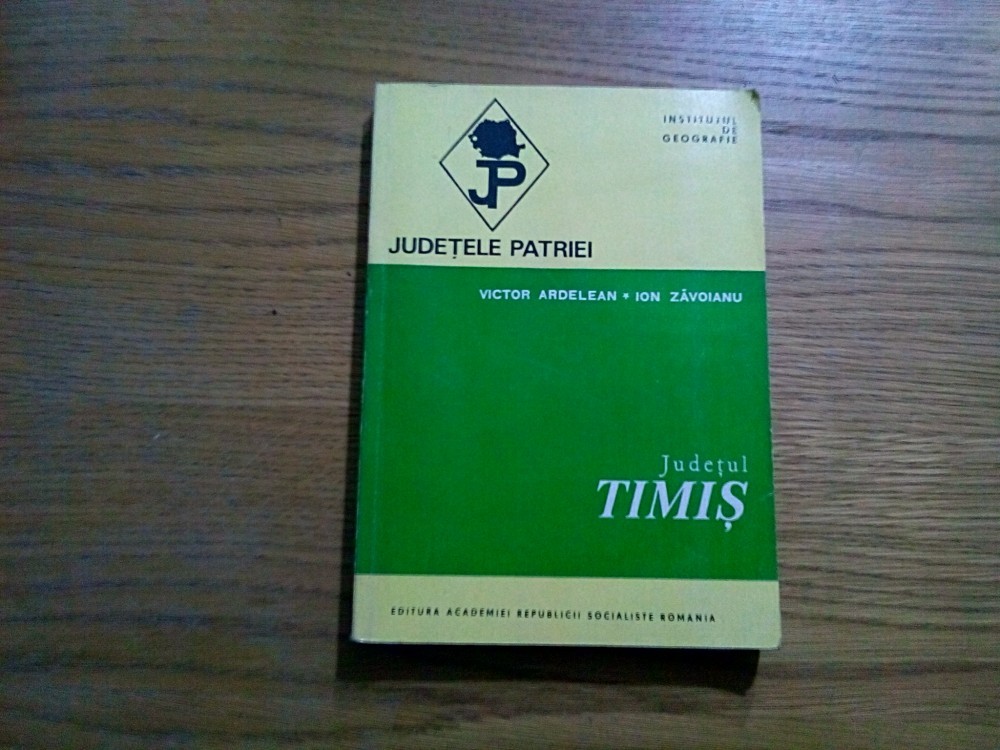 INSTITUTUL
DE
GEOGRAFIE
JP
JUDEȚELE PATRIEI
VICTOR ARDELEAN * ION ZĂVOIANU
Județul
TIMIȘ
EDITURA ACADEMIEI REPUBLICII SOCIALISTE ROMANIA